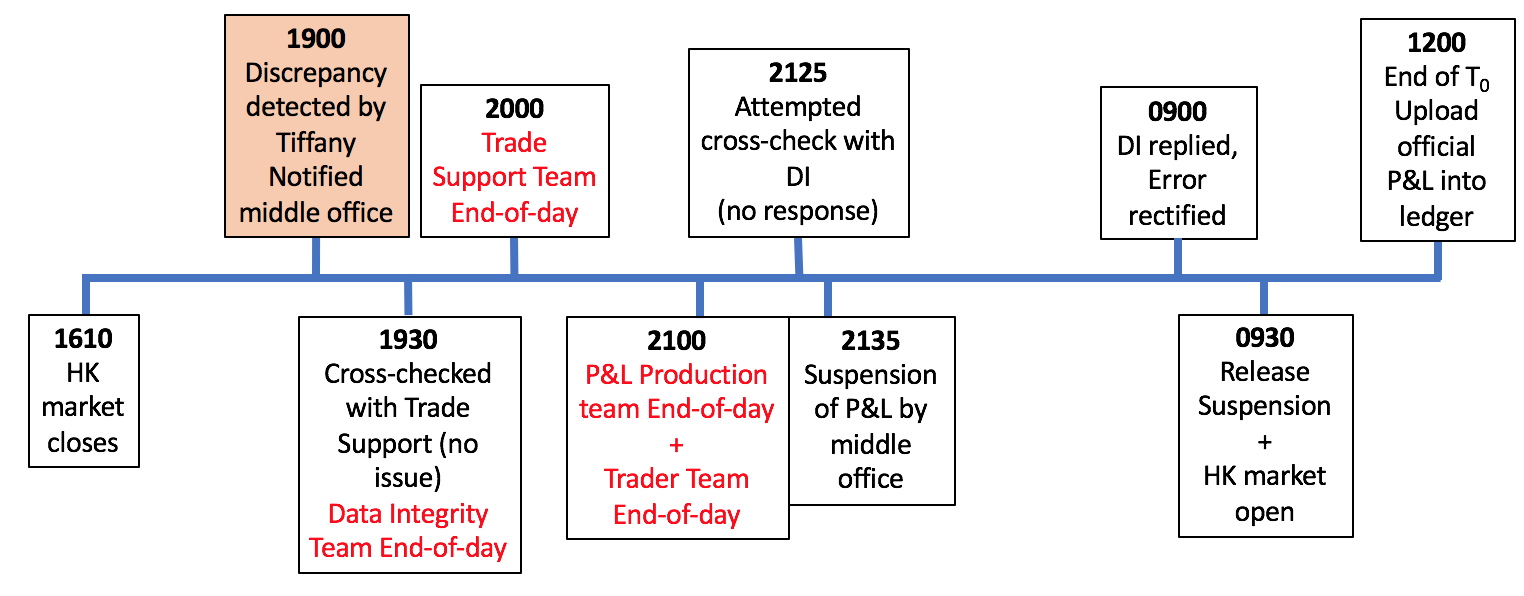 1900
Discrepancy
detected by
Tiffany
Notified
middle office
2000
Trade
Support Team
End-of-day
2125
Attempted
cross-check with
DI
(no response)
0900
DI replied,
Error
rectified
1200
End of T0
Upload
official
P&L into
ledger
1610
HK
market
closes
1930
Cross-checked
with Trade
Support (no
issue)
Data Integrity
Team End-of-day
2100
P&L Production
team End-of-day
+
Trader Team
End-of-day
2135
Suspension
of P&L by
middle
office
0930
Release
Suspension
+
HK market
open